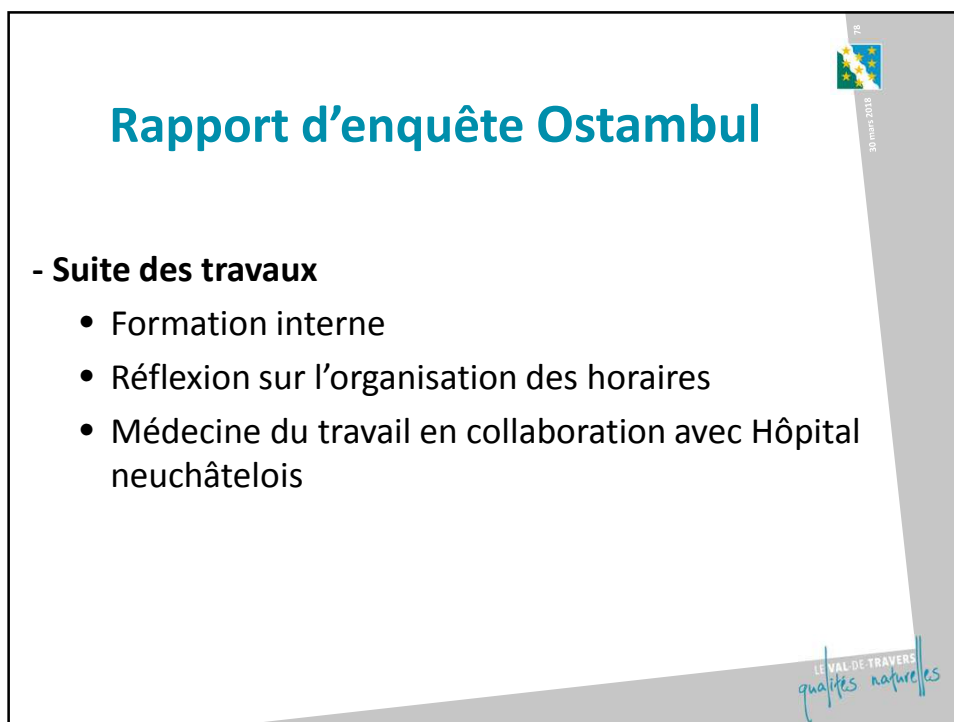 78
30 mars 2018
Rapport d'enquête Ostambul
- Suite des travaux
• Formation interne
• Réflexion sur l'organisation des horaires
• Médecine du travail en collaboration avec Hôpital
neuchâtelois
LE VAL-DE-TRAVERS
qualités naturelles